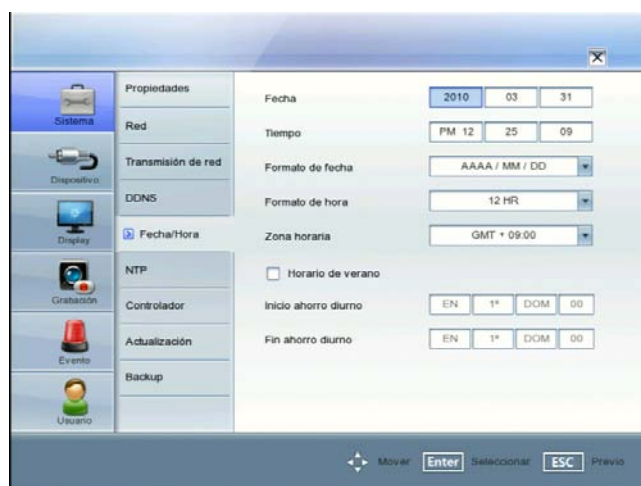 Sistema
Dispositivo
Display
Grabación
Evento
Usuario
Propiedades
Red
Transmisión de red
DDNS
Fecha/Hora
NTP
Controlador
Actualización
Backup
Fecha 2010 03 31
Tiempo PM 12 25 09
Formato de fecha AAAA / MM / DD
Formato de hora 12 HR
Zona horaria GMT + 09:00
Horario de verano
Inicio ahorro diurno EN 1º DOM 00
Fin ahorro diurno EN 1º DOM 00
Mover Enter Seleccionar ESC Previo